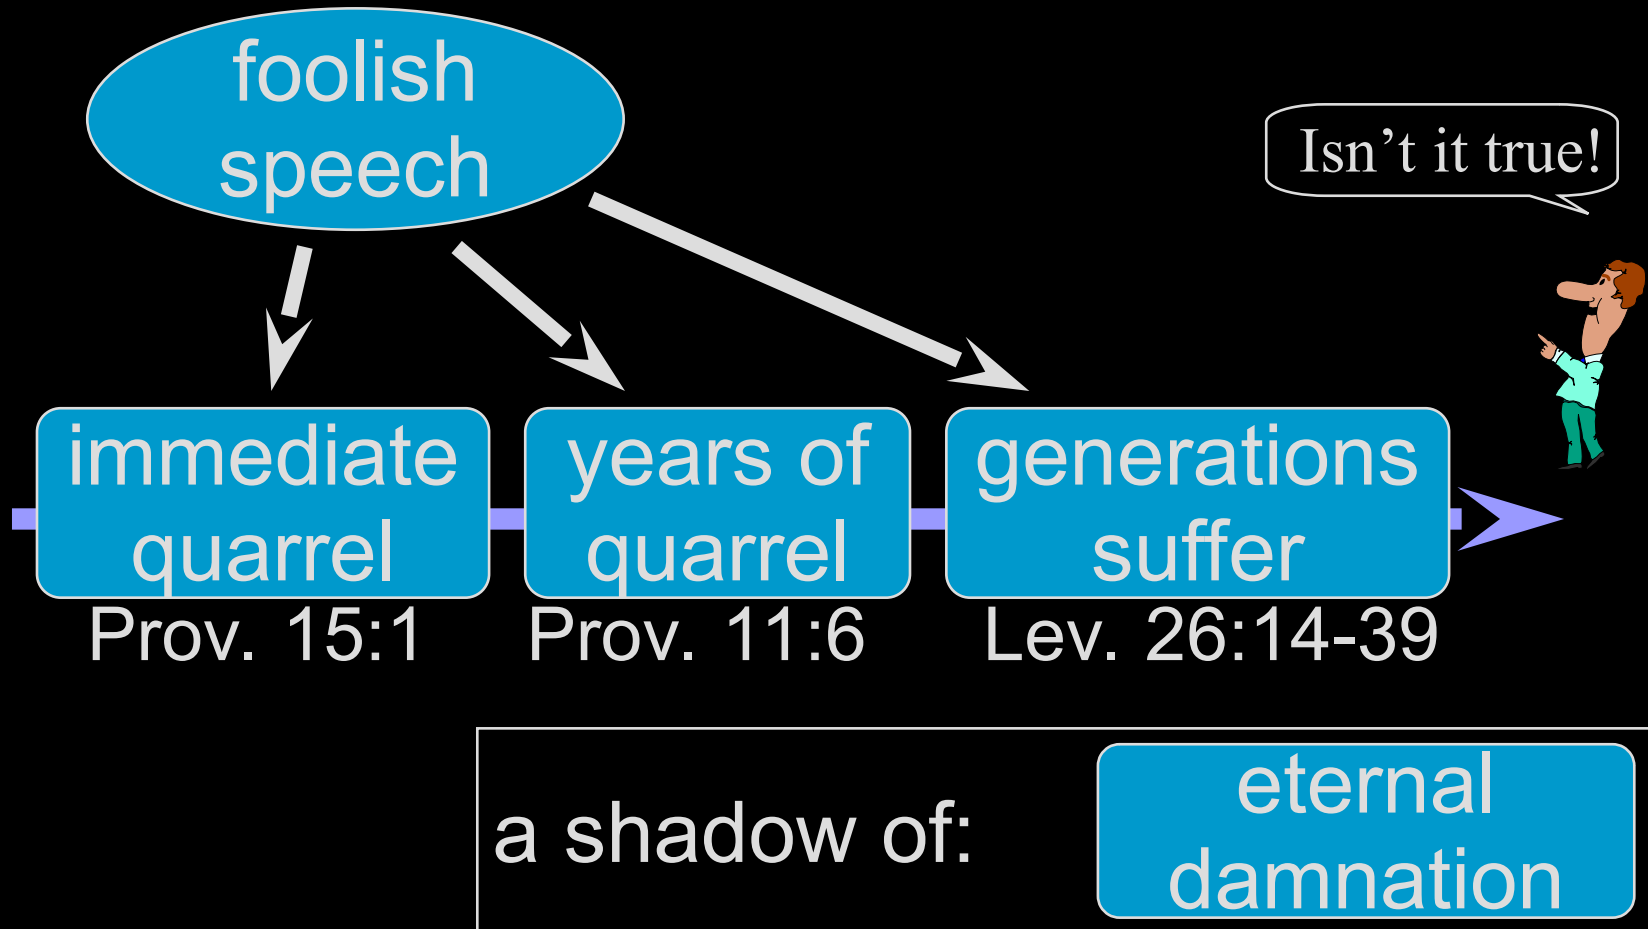 foolish
speech
Isn’t it true!
immediate
quarrel
years of
quarrel
generations
suffer
Prov. 15:1
Prov. 11:6
Lev. 26:14-39
a shadow of:
eternal
damnation